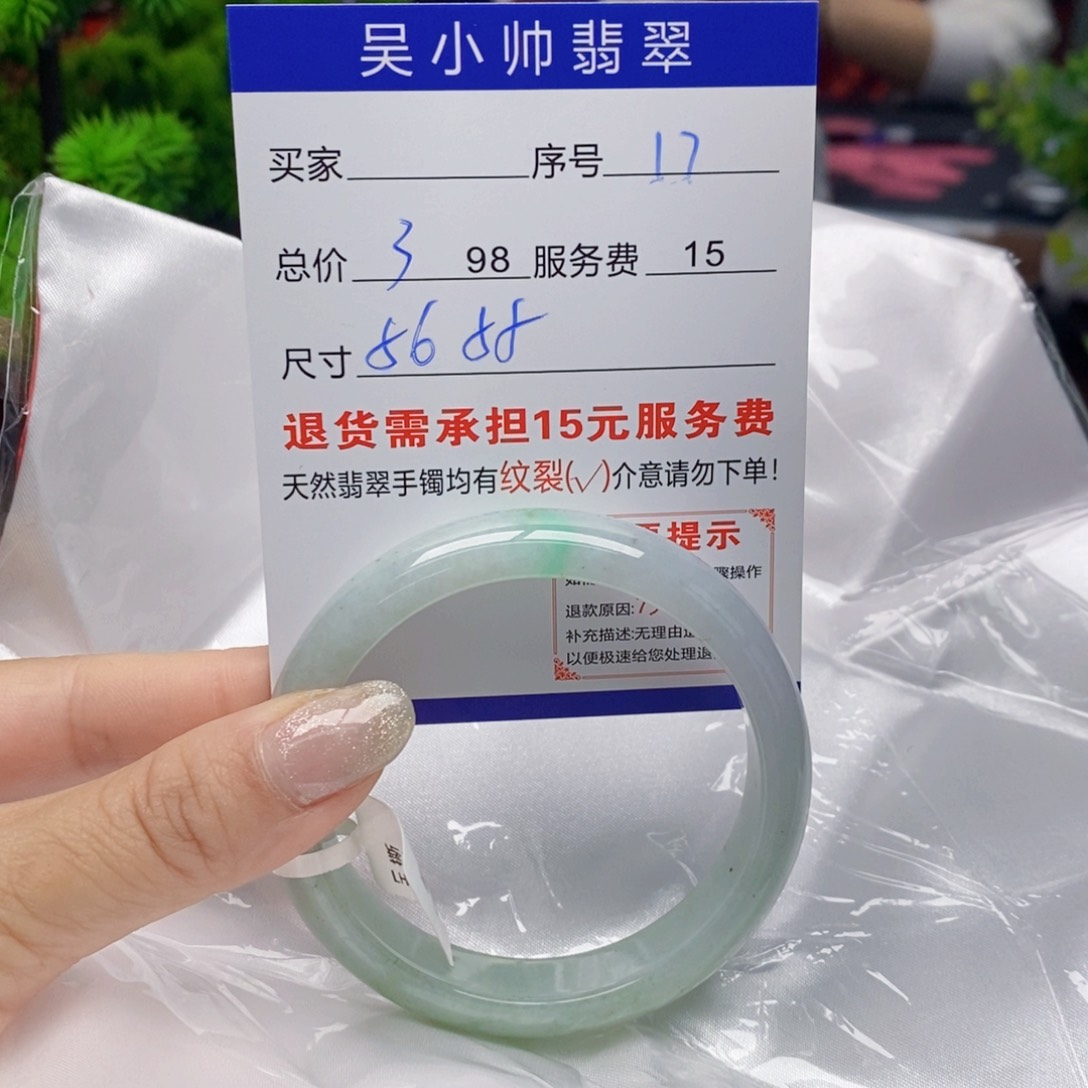 吴小帅翡翠
买家 序号 17
总价 3 98 服务费 15
尺寸 56
退货需承担15元服务费
天然翡翠手镯均有纹裂(√)介意请勿下单!
提示
骤操作
退款原因:
补充描述:无理由
以便极速给您处理退